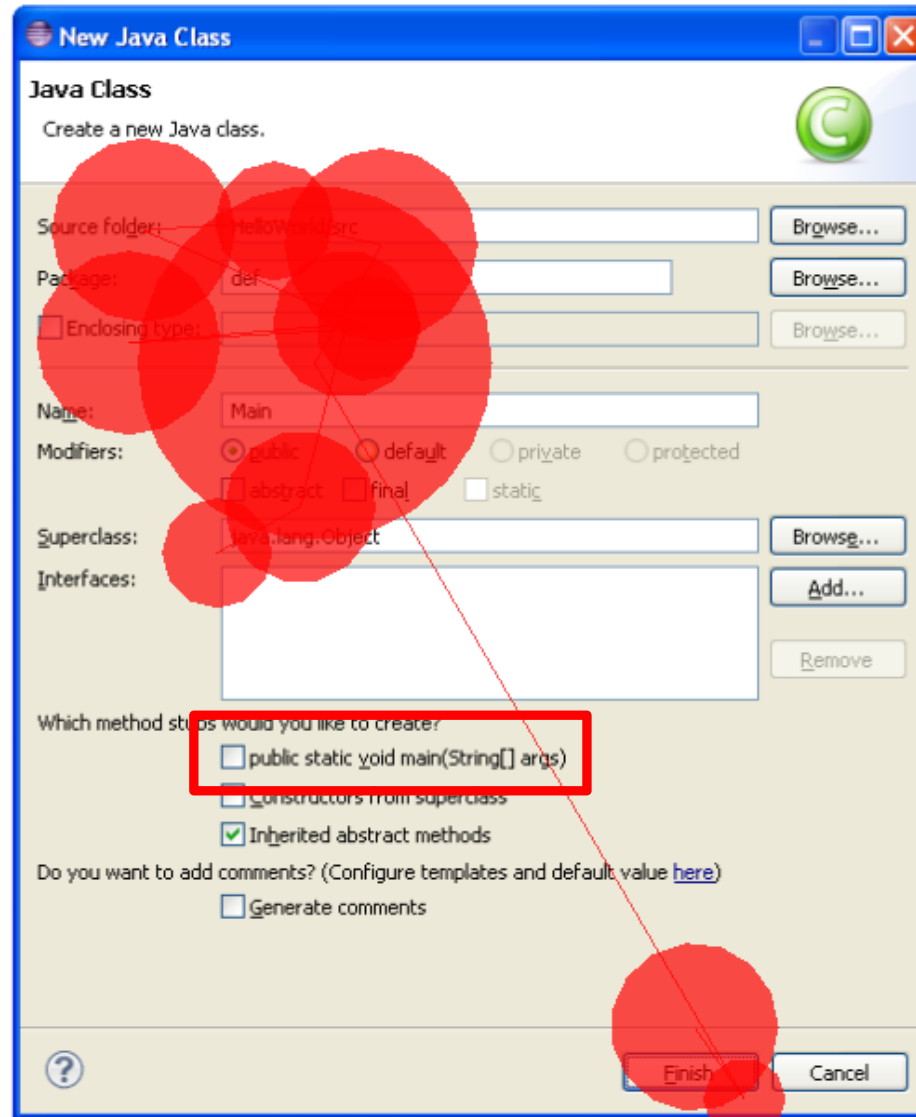 New Java Class
Java Class
Create a new Java class.
C
Source folder: HelloWorld/src Browse...
Package: def Browse...
Enclosing type: Browse...
Name: Main
Modifiers: public default private protected
abstract final static
Superclass: java.lang.Object Browse...
Interfaces: Add...
Remove
Which method stubs would you like to create?
public static void main(String[] args)
Constructors from superclass
Inherited abstract methods
Do you want to add comments? (Configure templates and default value here)
Generate comments
? Finish Cancel